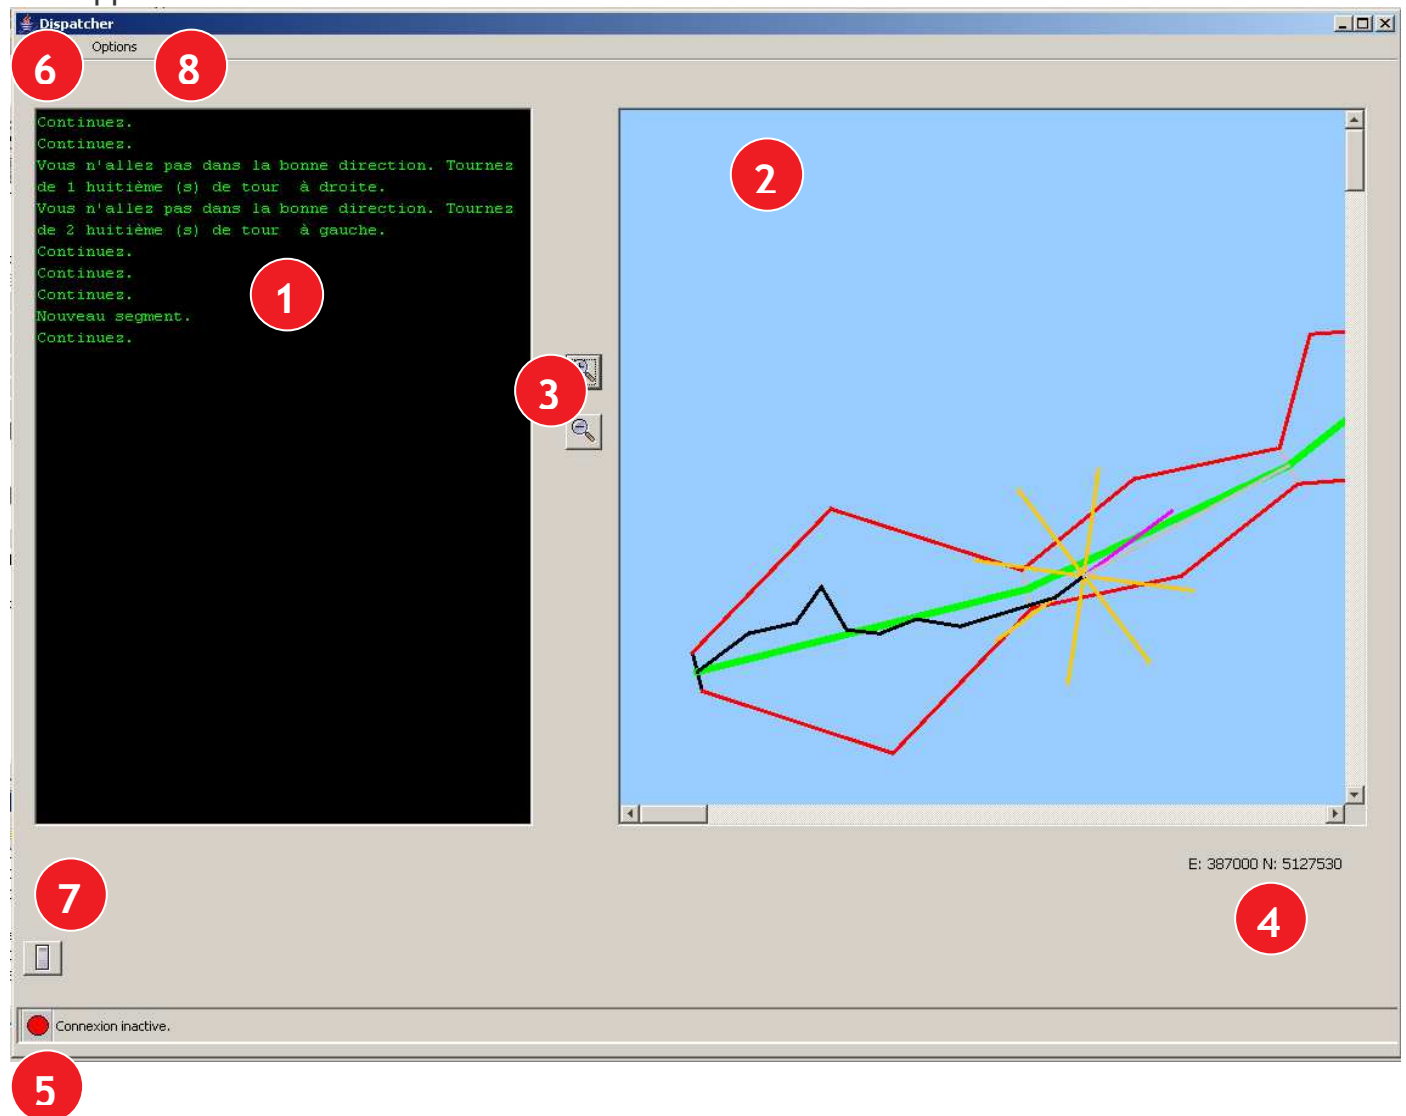 Dispatcher
Options
6
8
Continuez.
Continuez.
Vous n'allez pas dans la bonne direction. Tournez
de 1 huitième (s) de tour  à droite.
Vous n'allez pas dans la bonne direction. Tournez
de 2 huitième (s) de tour  à gauche.
Continuez.
Continuez.
Continuez.
Nouveau segment.
Continuez.
1
2
3
E: 387000 N: 5127530
7
4
Connexion inactive.
5